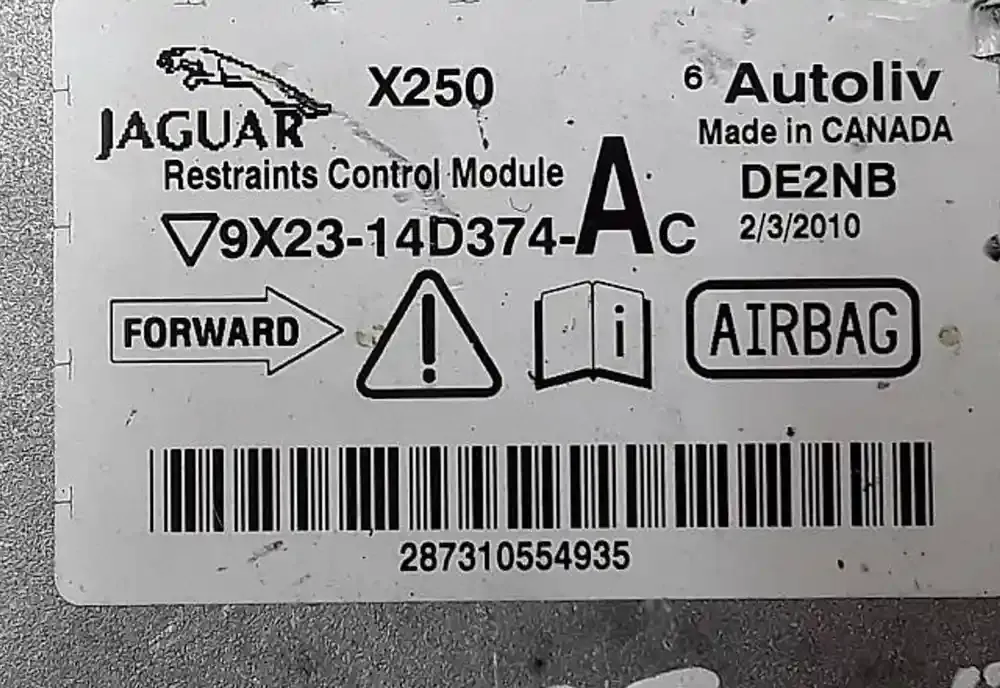 JAGUAR
X250
Restraints Control Module
9X23-14D374-AC
6 Autoliv
Made in CANADA
DE2NB
2/3/2010
FORWARD
!
i
AIRBAG
287310554935